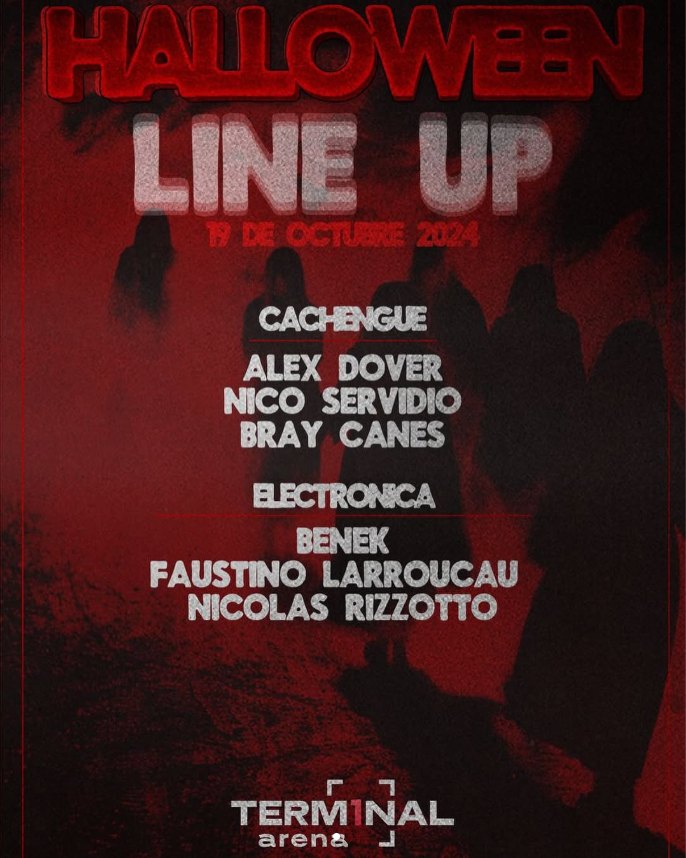 HALLOWEEN
LINE UP
19 DE OCTUBRE 2024
CACHENGUE
ALEX DOVER
NICO SERVIDIO
BRAY CANES
ELECTRONICA
BENEK
FAUSTINO LARROUCAU
NICOLAS RIZZOTTO
TERM1NAL
arena